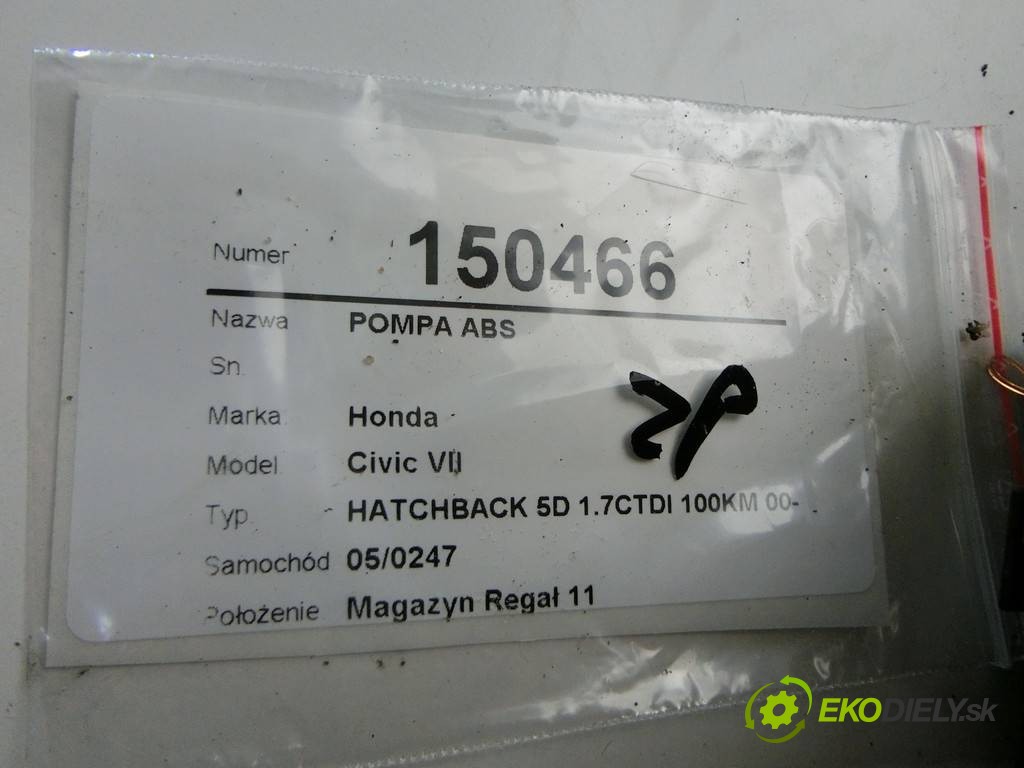 Numer 150466
Nazwa POMPA ABS
Sn
Marka Honda
Model Civic VII
Typ HATCHBACK 5D 1.7CTDI 100KM 00-
Samochód 05/0247
Położenie Magazyn Regał 11
EKODIELY.sk